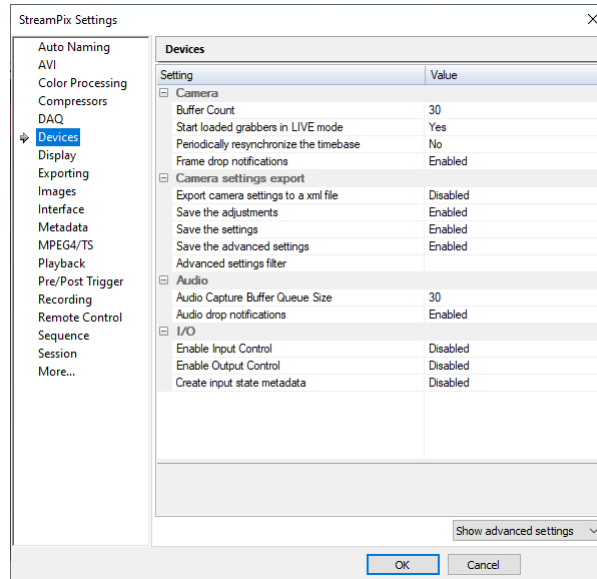 StreamPix Settings
Auto Naming
AVI
Color Processing
Compressors
DAQ
Devices
Display
Exporting
Images
Interface
Metadata
MPEG4/TS
Playback
Pre/Post Trigger
Recording
Remote Control
Sequence
Session
More...
Devices
Setting Value
Camera
Buffer Count 30
Start loaded grabbers in LIVE mode Yes
Periodically resynchronize the timebase No
Frame drop notifications Enabled
Camera settings export
Export camera settings to a xml file Disabled
Save the adjustments Enabled
Save the settings Enabled
Save the advanced settings Enabled
Advanced settings filter
Audio
Audio Capture Buffer Queue Size 30
Audio drop notifications Enabled
I/O
Enable Input Control Disabled
Enable Output Control Disabled
Create input state metadata Disabled
Show advanced settings
OK Cancel